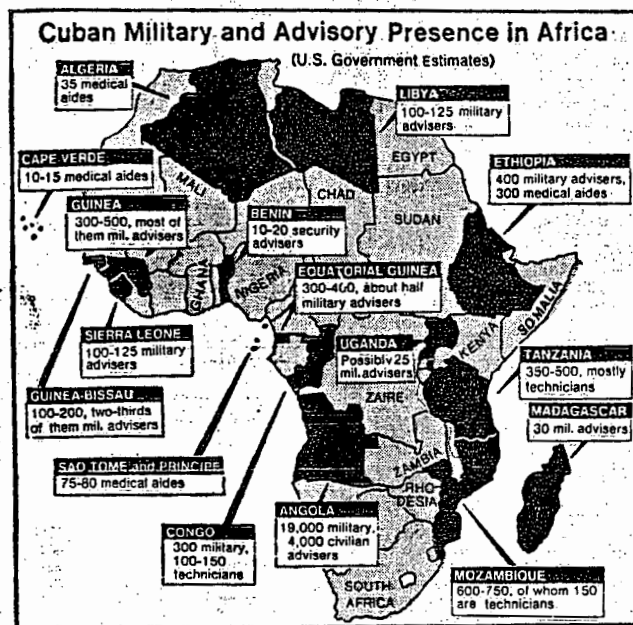 Cuban Military and Advisory Presence in Africa
(U.S. Government Estimates)
ALGERIA
35 medical
aides
LIBYA
100-125 military
advisers
EGYPT
CAPE VERDE
10-15 medical aides
MALI
CHAD
SUDAN
ETHIOPIA
400 military advisers,
300 medical aides
GUINEA
300-500, most of
them mil. advisers
BENIN
10-20 security
advisers
GHANA
NIGERIA
EQUATORIAL GUINEA
300-400, about half
military advisers
SOMALIA
KENYA
SIERRA LEONE
100-125 military
advisers
UGANDA
Possibly 25
mil. advisers
ZAIRE
TANZANIA
350-500, mostly
technicians
GUINEA-BISSAU
100-200, two-thirds
of them mil. advisers
MADAGASCAR
30 mil. advisers
SAO TOME and PRINCIPE
75-80 medical aides
ZAMBIA
RHO
DESIA
ANGOLA
19,000 military,
4,000 civilian
advisers
CONGO
300 military,
100-150
technicians
SOUTH
AFRICA
MOZAMBIQUE
600-750, of whom 150
are technicians